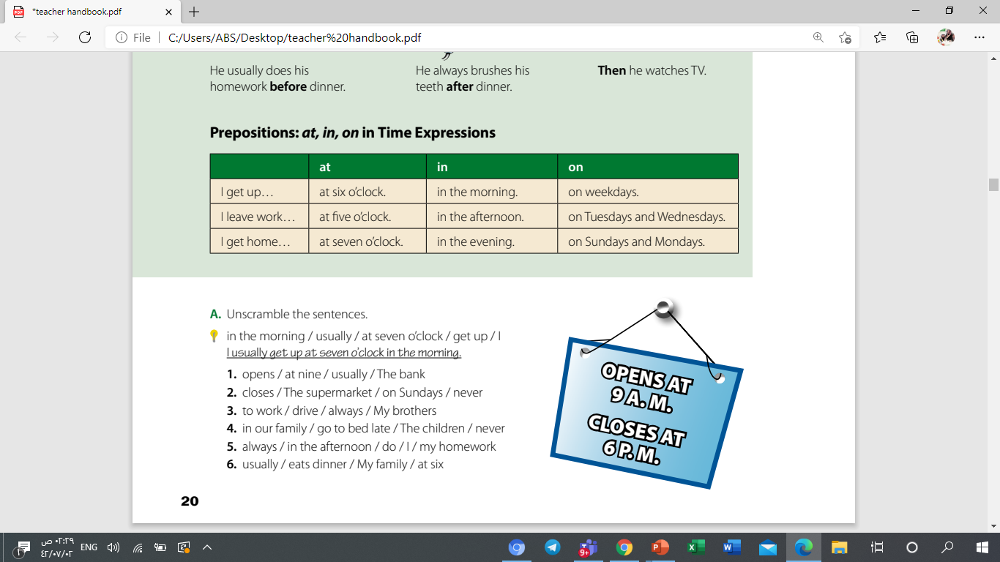 *teacher handbook.pdf
File
C:/Users/ABS/Desktop/teacher%20handbook.pdf
He usually does his
homework before dinner.
He always brushes his
teeth after dinner.
Then he watches TV.
Prepositions: at, in, on in Time Expressions
at in on
I get up… at six o'clock. in the morning. on weekdays.
I leave work… at five o'clock. in the afternoon. on Tuesdays and Wednesdays.
I get home… at seven o'clock. in the evening. on Sundays and Mondays.
A. Unscramble the sentences.
in the morning / usually / at seven o'clock / get up / I
I usually get up at seven o'clock in the morning.
1. opens / at nine / usually / The bank
2. closes / The supermarket / on Sundays / never
3. to work / drive / always / My brothers
4. in our family / go to bed late / The children / never
5. always / in the afternoon / do / I / my homework
6. usually / eats dinner / My family / at six
OPENS AT
9 A. M.
CLOSES AT
6 P. M.
20
٠٢:٢٩ ص
٤٢/٠٧/٠٢
ENG
9+